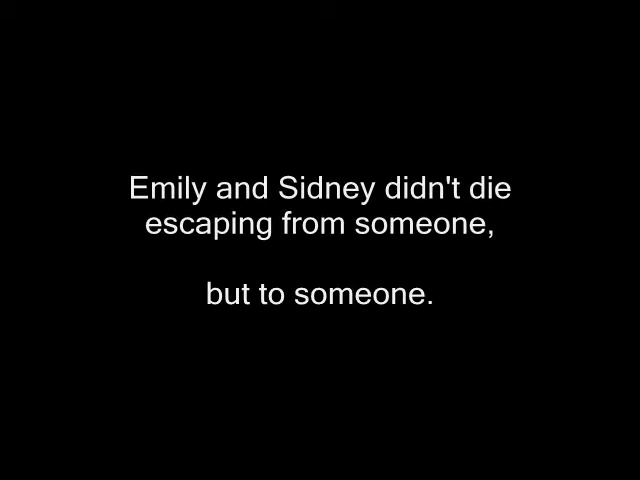 Emily and Sidney didn't die
escaping from someone,
but to someone.